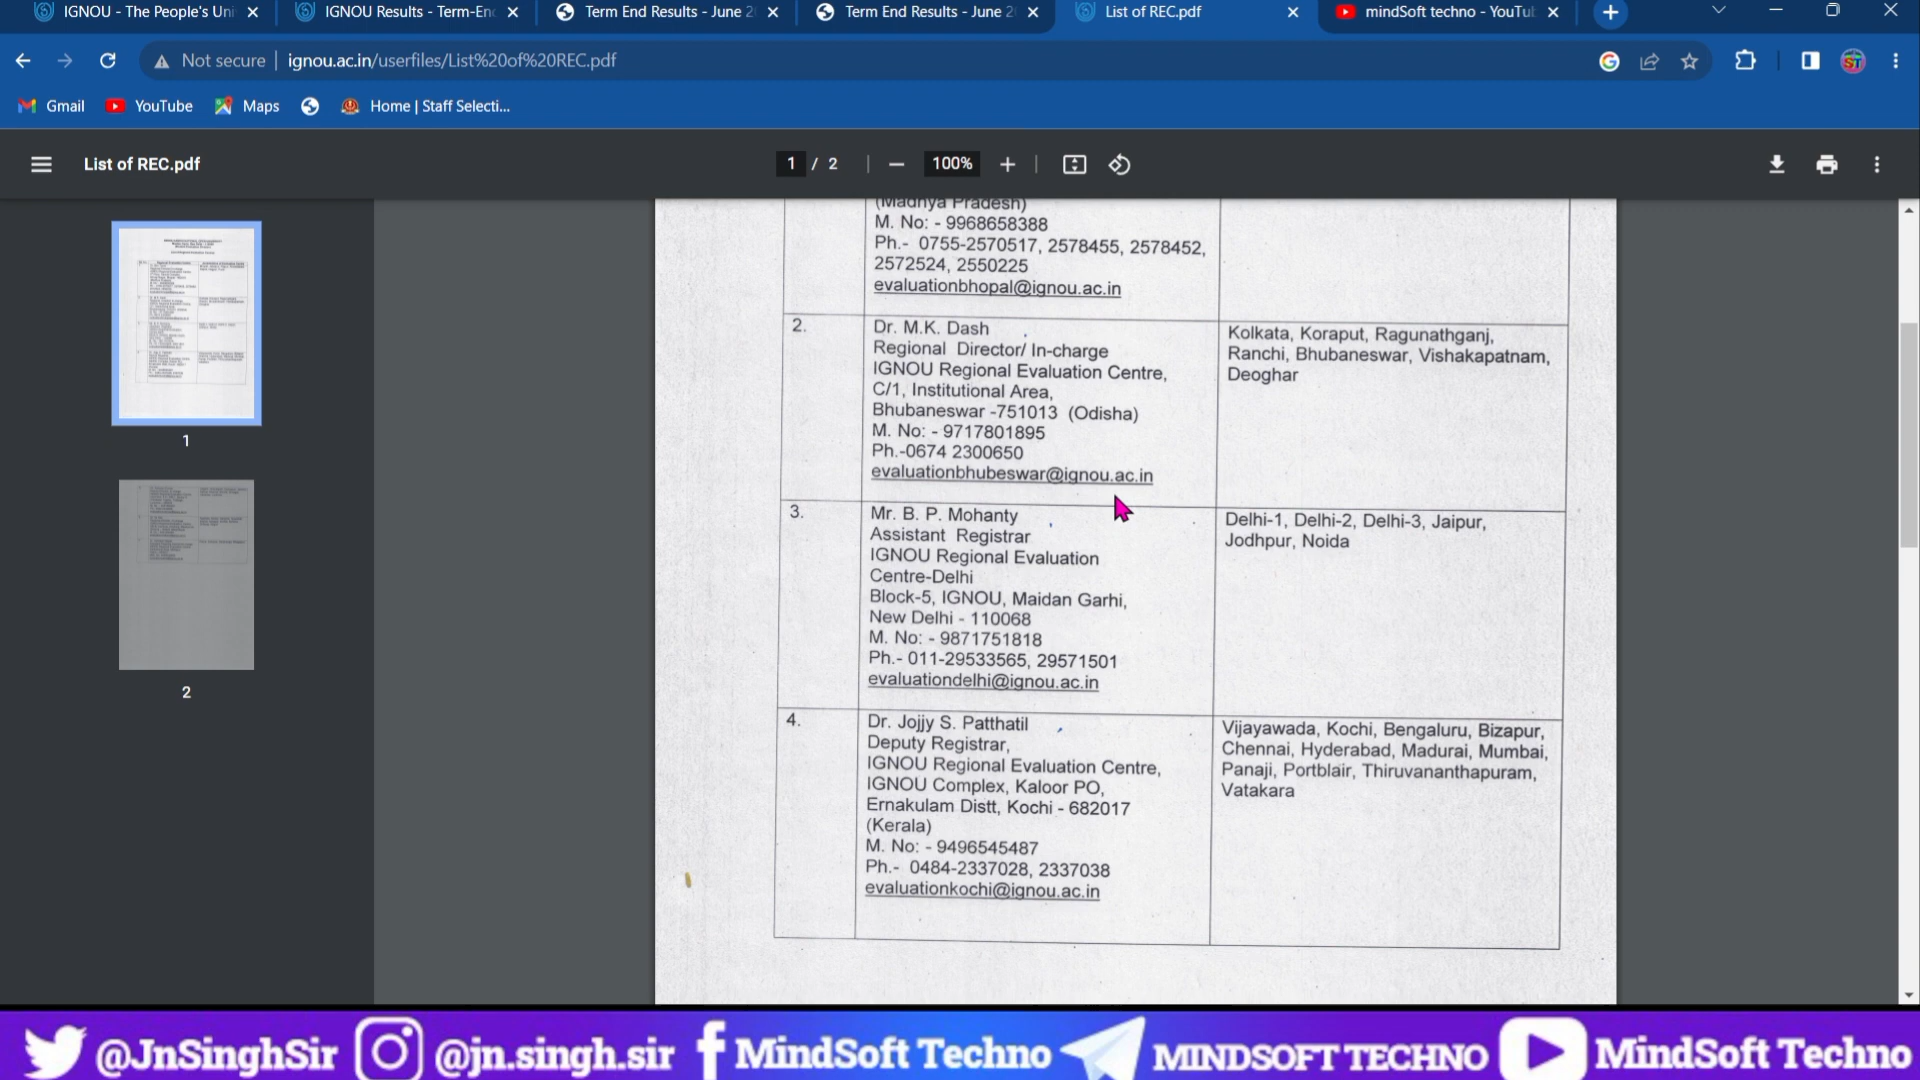 IGNOU - The People's Uni
IGNOU Results - Term-En
Term End Results - June 2
Term End Results - June 2
List of REC.pdf
mindSoft techno - YouTu
Not secure
ignou.ac.in/userfiles/List%20of%20REC.pdf
Gmail
YouTube
Maps
Home | Staff Selecti...
List of REC.pdf
1 / 2
100%
1
2
(Madhya Pradesh)
M. No: - 9968658388
Ph.- 0755-2570517, 2578455, 2578452,
2572524, 2550225
evaluationbhopal@ignou.ac.in
2.
Dr. M.K. Dash
Regional Director/ In-charge
IGNOU Regional Evaluation Centre,
C/1, Institutional Area,
Bhubaneswar -751013 (Odisha)
M. No: - 9717801895
Ph.-0674 2300650
evaluationbhubeswar@ignou.ac.in
Kolkata, Koraput, Ragunathganj,
Ranchi, Bhubaneswar, Vishakapatnam,
Deoghar
3.
Mr. B. P. Mohanty
Assistant Registrar
IGNOU Regional Evaluation
Centre-Delhi
Block-5, IGNOU, Maidan Garhi,
New Delhi - 110068
M. No: - 9871751818
Ph.- 011-29533565, 29571501
evaluationdelhi@ignou.ac.in
Delhi-1, Delhi-2, Delhi-3, Jaipur,
Jodhpur, Noida
4.
Dr. Jojjy S. Patthatil
Deputy Registrar,
IGNOU Regional Evaluation Centre,
IGNOU Complex, Kaloor PO,
Ernakulam Distt, Kochi - 682017
(Kerala)
M. No: - 9496545487
Ph.- 0484-2337028, 2337038
evaluationkochi@ignou.ac.in
Vijayawada, Kochi, Bengaluru, Bizapur,
Chennai, Hyderabad, Madurai, Mumbai,
Panaji, Portblair, Thiruvananthapuram,
Vatakara
@JnSinghSir
@jn.singh.sir
MindSoft Techno
MINDSOFT TECHNO
MindSoft Techno